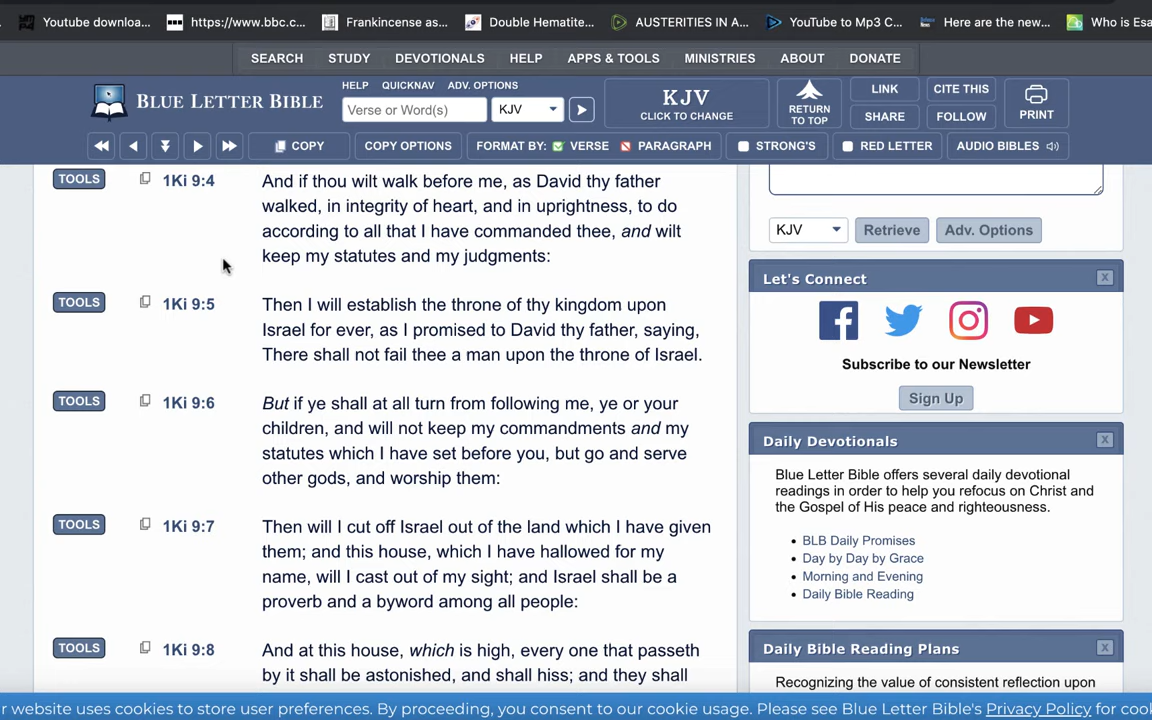 Youtube downloa...
https://www.bbc.c...
Frankincense as...
Double Hematite...
AUSTERITIES IN A...
YouTube to Mp3 C...
Here are the new...
Who is Esa
SEARCH STUDY DEVOTIONALS HELP APPS & TOOLS MINISTRIES ABOUT DONATE
BLUE LETTER BIBLE
HELP QUICKNAV ADV. OPTIONS
Verse or Word(s) KJV
KJV
CLICK TO CHANGE
RETURN
TO TOP
LINK
CITE THIS
SHARE
FOLLOW
PRINT
COPY COPY OPTIONS FORMAT BY: VERSE PARAGRAPH STRONG'S RED LETTER AUDIO BIBLES
TOOLS 1Ki 9:4 And if thou wilt walk before me, as David thy father
walked, in integrity of heart, and in uprightness, to do
according to all that I have commanded thee, and wilt
keep my statutes and my judgments:
TOOLS 1Ki 9:5 Then I will establish the throne of thy kingdom upon
Israel for ever, as I promised to David thy father, saying,
There shall not fail thee a man upon the throne of Israel.
TOOLS 1Ki 9:6 But if ye shall at all turn from following me, ye or your
children, and will not keep my commandments and my
statutes which I have set before you, but go and serve
other gods, and worship them:
TOOLS 1Ki 9:7 Then will I cut off Israel out of the land which I have given
them; and this house, which I have hallowed for my
name, will I cast out of my sight; and Israel shall be a
proverb and a byword among all people:
TOOLS 1Ki 9:8 And at this house, which is high, every one that passeth
by it shall be astonished, and shall hiss; and they shall
KJV Retrieve Adv. Options
Let's Connect X
Subscribe to our Newsletter
Sign Up
Daily Devotionals X
Blue Letter Bible offers several daily devotional
readings in order to help you refocus on Christ and
the Gospel of His peace and righteousness.
• BLB Daily Promises
• Day by Day by Grace
• Morning and Evening
• Daily Bible Reading
Daily Bible Reading Plans X
Recognizing the value of consistent reflection upon
r website uses cookies to store user preferences. By proceeding, you consent to our cookie usage. Please see Blue Letter Bible's Privacy Policy for cook